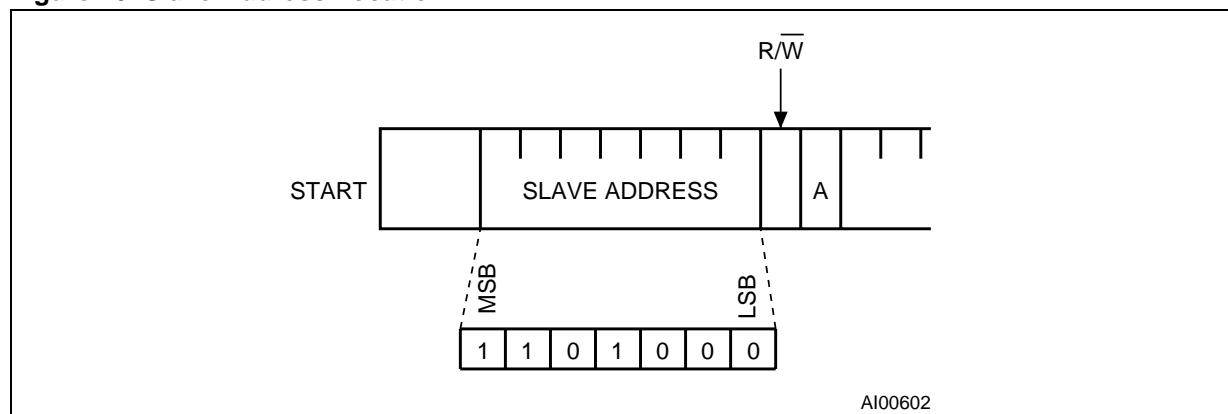 R/W̅
START
SLAVE ADDRESS
A
MSB
LSB
1 1 0 1 0 0 0
AI00602